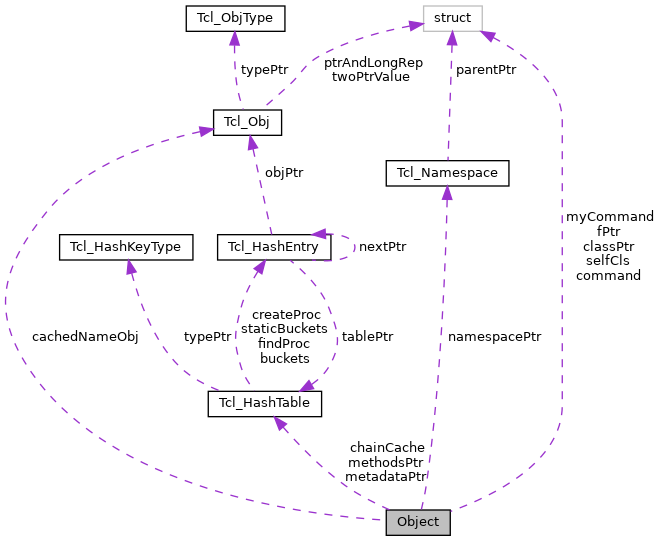 Tcl_ObjType
struct
typePtr
ptrAndLongRep
twoPtrValue
parentPtr
Tcl_Obj
objPtr
Tcl_Namespace
myCommand
fPtr
classPtr
selfCls
command
Tcl_HashKeyType
Tcl_HashEntry
nextPtr
cachedNameObj
typePtr
createProc
staticBuckets
findProc
buckets
tablePtr
namespacePtr
Tcl_HashTable
chainCache
methodsPtr
metadataPtr
Object